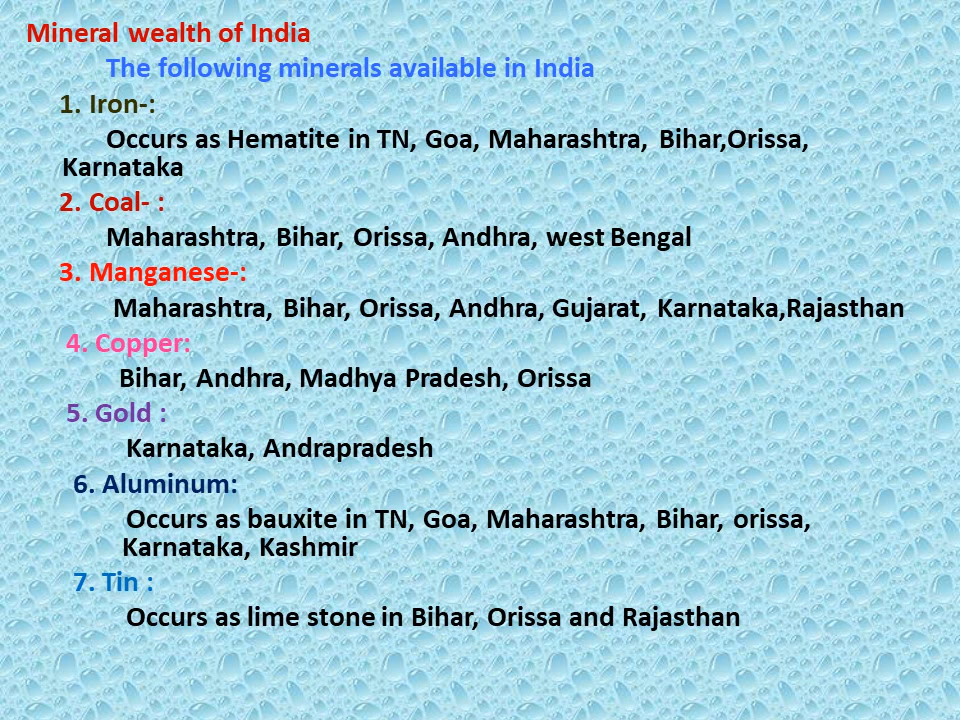 Mineral wealth of India
The following minerals available in India
1. Iron-:
Occurs as Hematite in TN, Goa, Maharashtra, Bihar,Orissa,
Karnataka
2. Coal- :
Maharashtra, Bihar, Orissa, Andhra, west Bengal
3. Manganese-:
Maharashtra, Bihar, Orissa, Andhra, Gujarat, Karnataka,Rajasthan
4. Copper:
Bihar, Andhra, Madhya Pradesh, Orissa
5. Gold :
Karnataka, Andrapradesh
6. Aluminum:
Occurs as bauxite in TN, Goa, Maharashtra, Bihar, orissa,
Karnataka, Kashmir
7. Tin :
Occurs as lime stone in Bihar, Orissa and Rajasthan